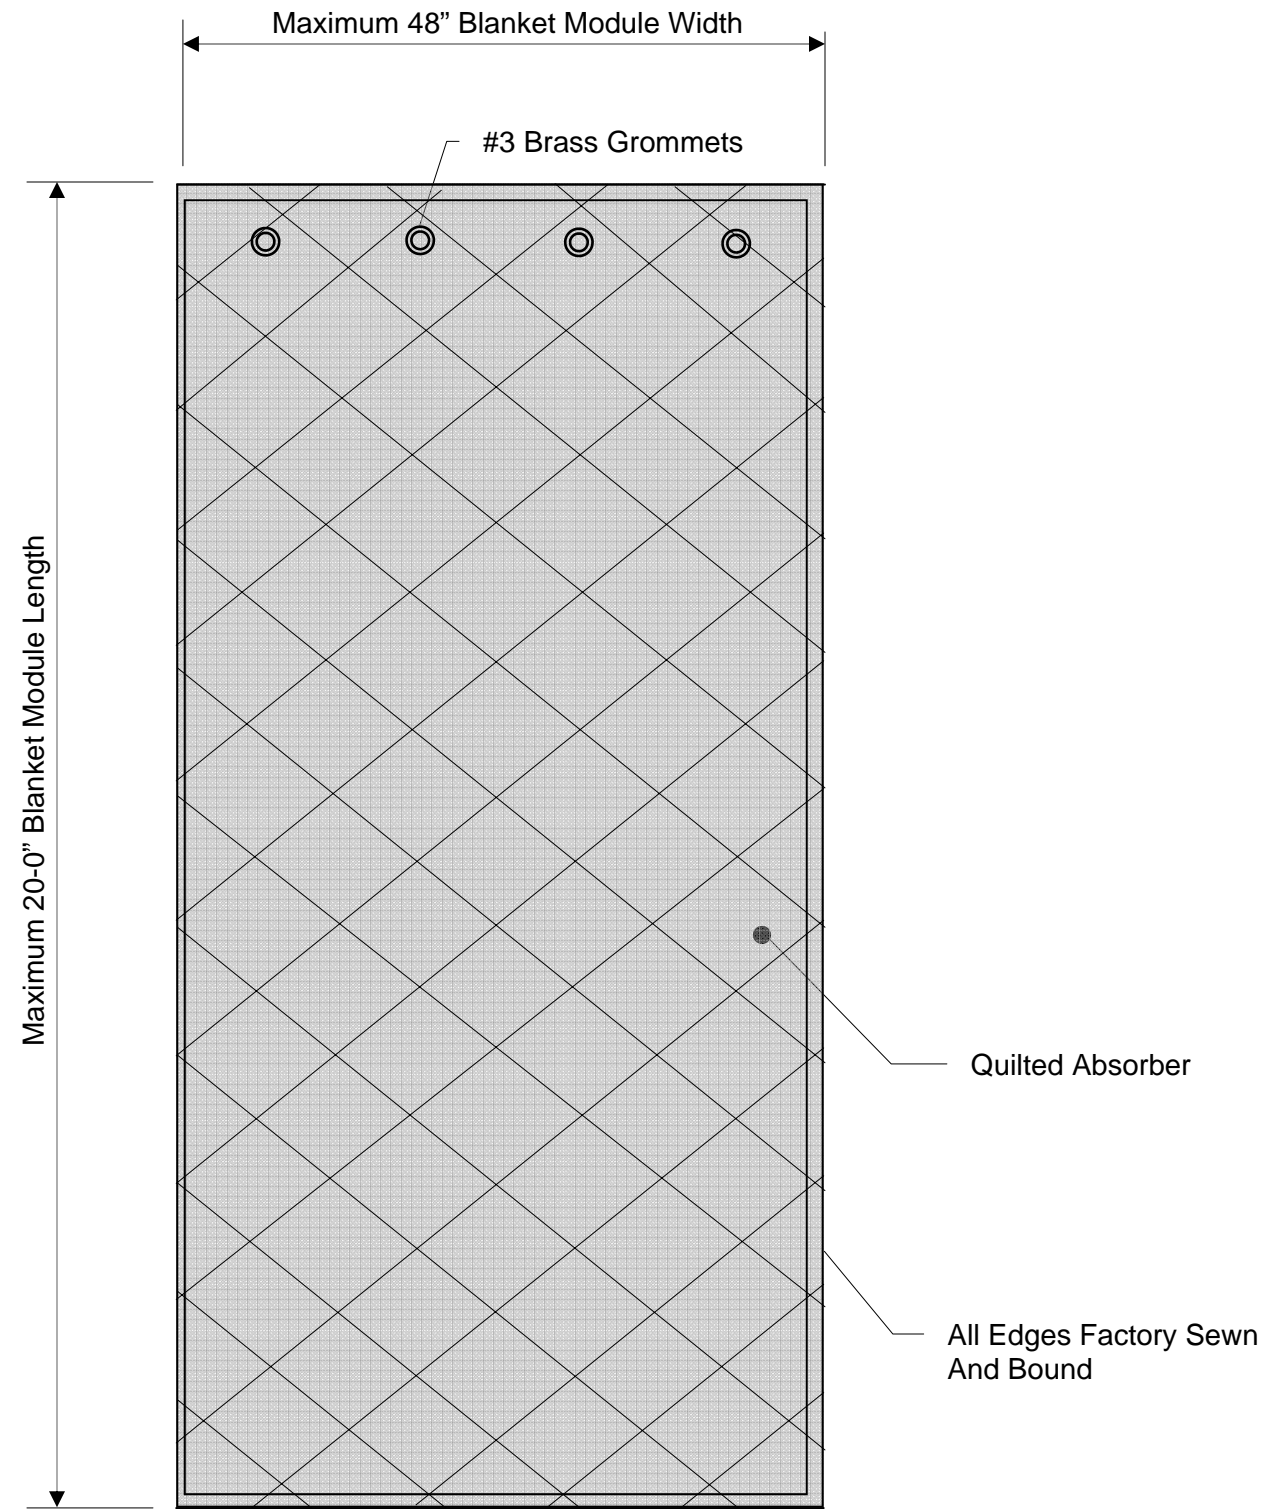 Maximum 48” Blanket Module Width
#3 Brass Grommets
Maximum 20-0” Blanket Module Length
Quilted Absorber
All Edges Factory Sewn
And Bound